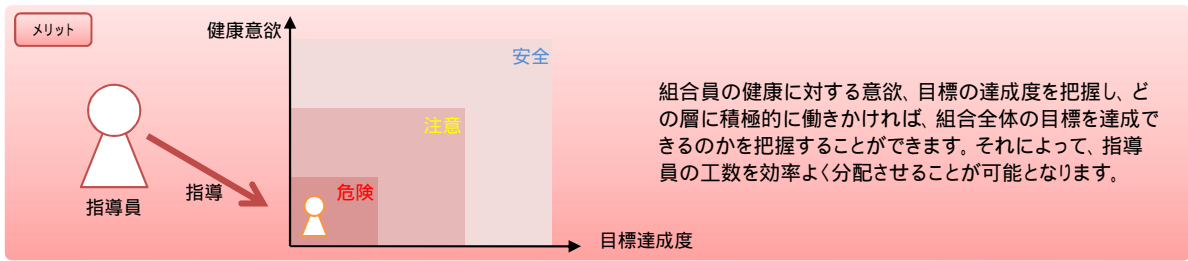 メリット
健康意欲
安全
注意
危険
指導
指導員
目標達成度
組合員の健康に対する意欲、目標の達成度を把握し、ど
の層に積極的に働きかければ、組合全体の目標を達成で
きるのかを把握することができます。それによって、指導
員の工数を効率よく分配させることが可能となります。